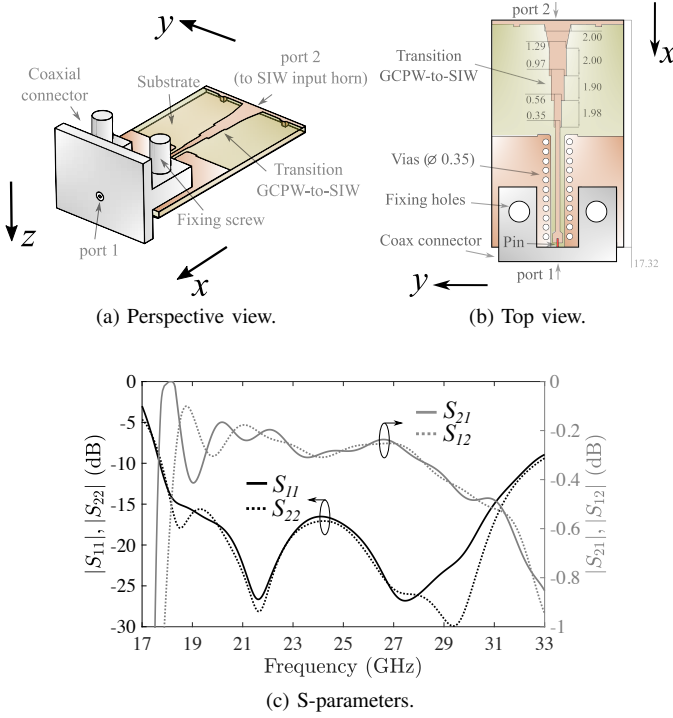 y
Coaxial
connector
Substrate
port 2
(to SIW input horn)
Transition
GCPW-to-SIW
Fixing screw
port 1
z
x
(a) Perspective view.
port 2
x
Transition
GCPW-to-SIW
1.29
0.97
0.56
0.35
2.00
2.00
1.90
1.98
Vias (ø 0.35)
Fixing holes
Coax connector
Pin
port 1
17.32
y
(b) Top view.
|S11|, |S22| (dB)
0
-5
-10
-15
-20
-25
-30
S21
S12
S11
S22
0
-0.2
-0.4
-0.6
-0.8
-1
|S21|, |S12| (dB)
17 19 21 23 25 27 29 31 33
Frequency (GHz)
(c) S-parameters.